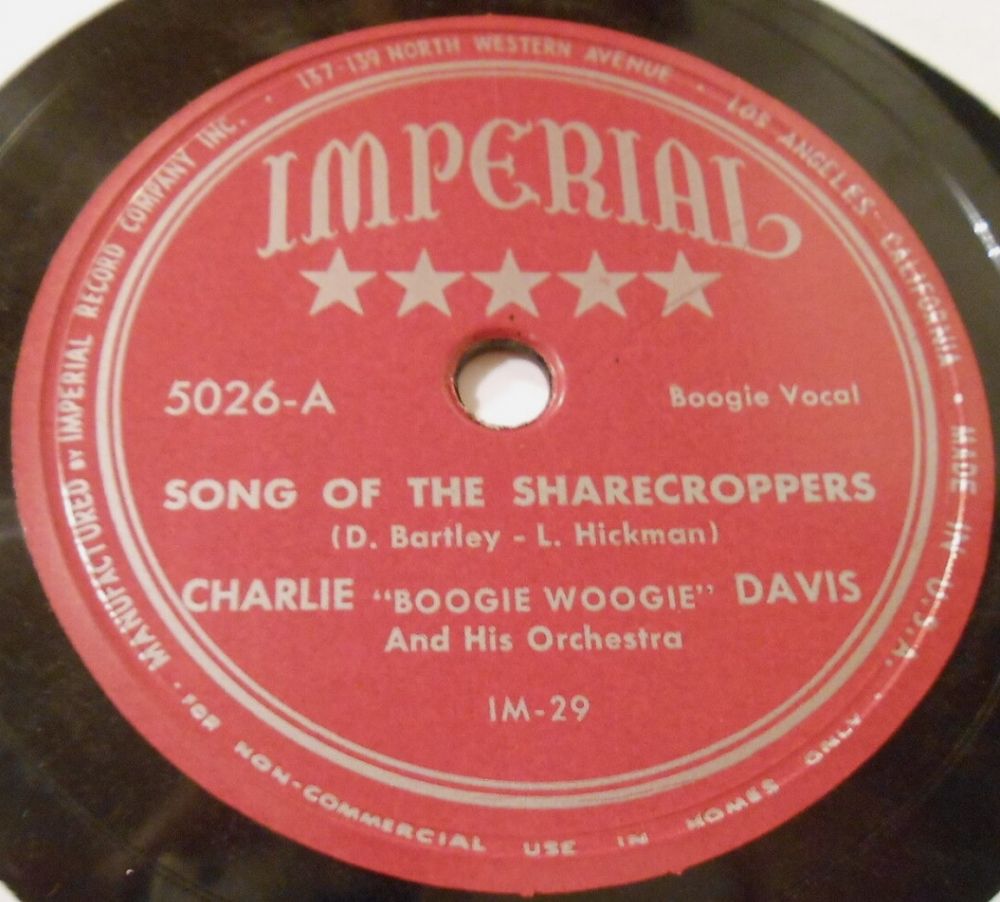 MANUFACTURED BY IMPERIAL RECORD COMPANY INC. · 137-139 NORTH WESTERN AVENUE · LOS ANGELES · CALIFORNIA • MADE IN U.S.A. ·
IMPERIAL
5026-A
Boogie Vocal
SONG OF THE SHARECROPPERS
(D. Bartley - L. Hickman)
CHARLIE "BOOGIE WOOGIE" DAVIS
And His Orchestra
IM-29
· FOR NON-COMMERCIAL USE IN HOMES ONLY ·